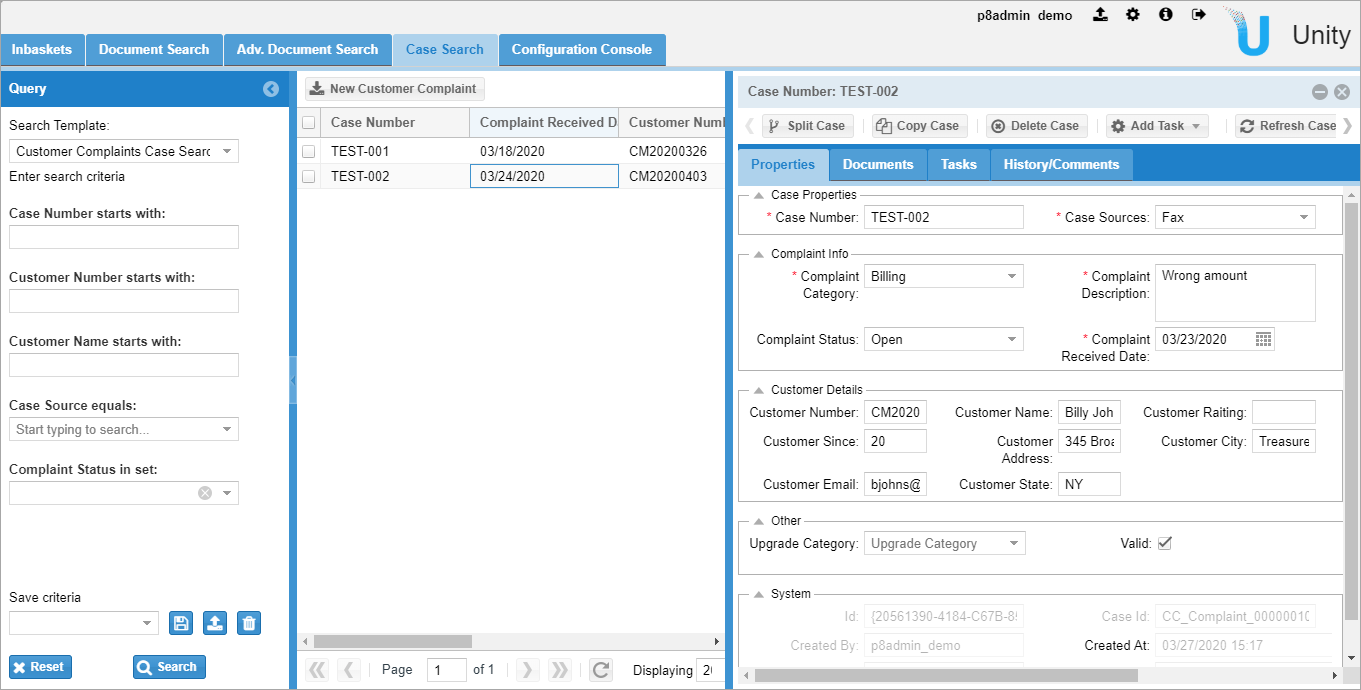 p8admin demo
Unity
Inbaskets
Document Search
Adv. Document Search
Case Search
Configuration Console
Query
Search Template:
Customer Complaints Case Searc
Enter search criteria
Case Number starts with:
Customer Number starts with:
Customer Name starts with:
Case Source equals:
Start typing to search...
Complaint Status in set:
Save criteria
Reset
Search
New Customer Complaint
Case Number Complaint Received D Customer Num
TEST-001 03/18/2020 CM20200326
TEST-002 03/24/2020 CM20200403
Page 1 of 1
Displaying
Case Number: TEST-002
Split Case
Copy Case
Delete Case
Add Task
Refresh Case
Properties
Documents
Tasks
History/Comments
Case Properties
* Case Number: TEST-002
* Case Sources: Fax
Complaint Info
* Complaint
Category:
Billing
* Complaint
Description:
Wrong amount
Complaint Status: Open
* Complaint
Received Date:
03/23/2020
Customer Details
Customer Number: CM2020
Customer Name: Billy Joh
Customer Raiting:
Customer Since: 20
Customer
Address:
345 Broa
Customer City: Treasure
Customer Email: bjohns@
Customer State: NY
Other
Upgrade Category: Upgrade Category
Valid:
System
Id: {20561390-4184-C67B-89
Case Id: CC_Complaint_00000010
Created By: p8admin_demo
Created At: 03/27/2020 15:17